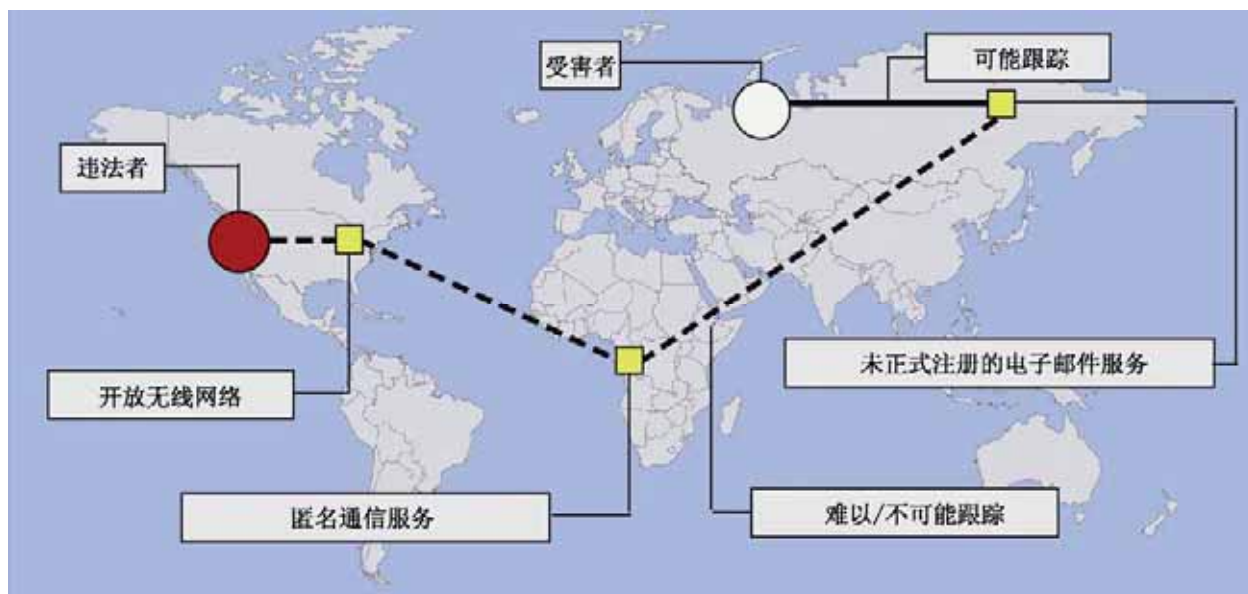 受害者
可能跟踪
违法者
未正式注册的电子邮件服务
开放无线网络
匿名通信服务
难以/不可能跟踪